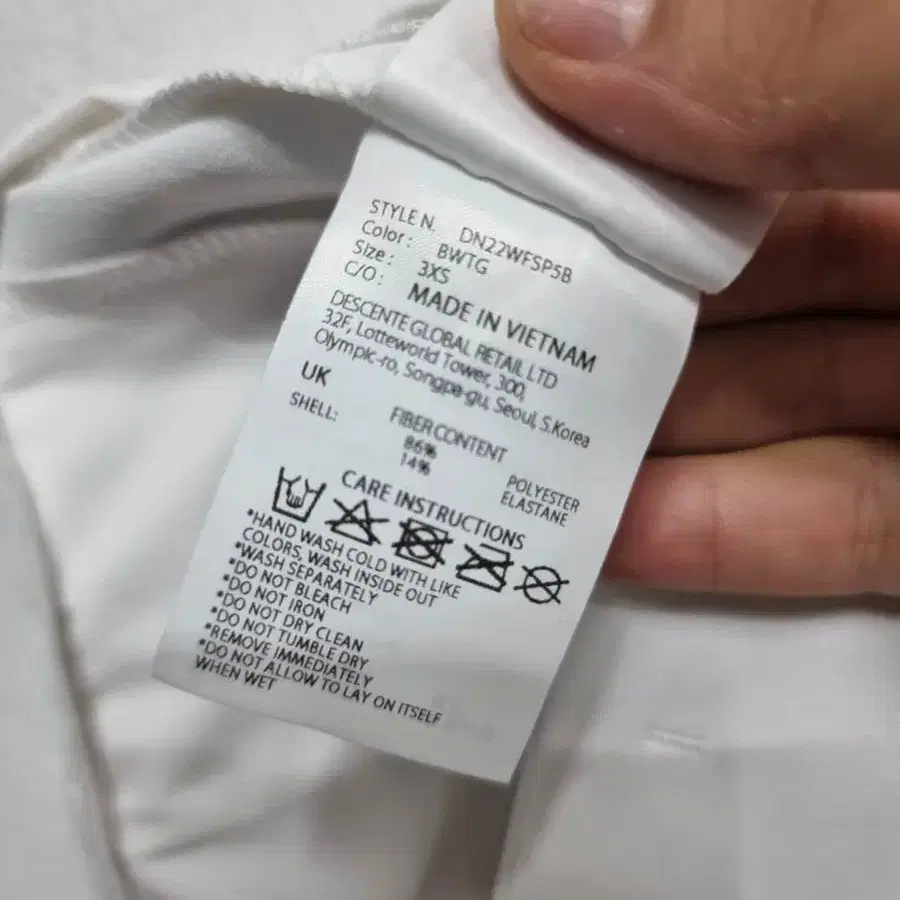 STYLE N. DN22WFSP5B
Color : BWTG
Size : 3XS
C/O : MADE IN VIETNAM
DESCENTE GLOBAL RETAIL LTD
32F, Lotteworld Tower, 300,
Olympic-ro, Songpa-gu, Seoul, S.Korea
UK
FIBER CONTENT
SHELL: 86% POLYESTER
14% ELASTANE
CARE INSTRUCTIONS
*HAND WASH COLD WITH LIKE
COLORS, WASH INSIDE OUT
*WASH SEPARATELY
*DO NOT BLEACH
*DO NOT IRON
*DO NOT DRY CLEAN
*DO NOT TUMBLE DRY
*REMOVE IMMEDIATELY
*DO NOT ALLOW TO LAY ON ITSELF
WHEN WET